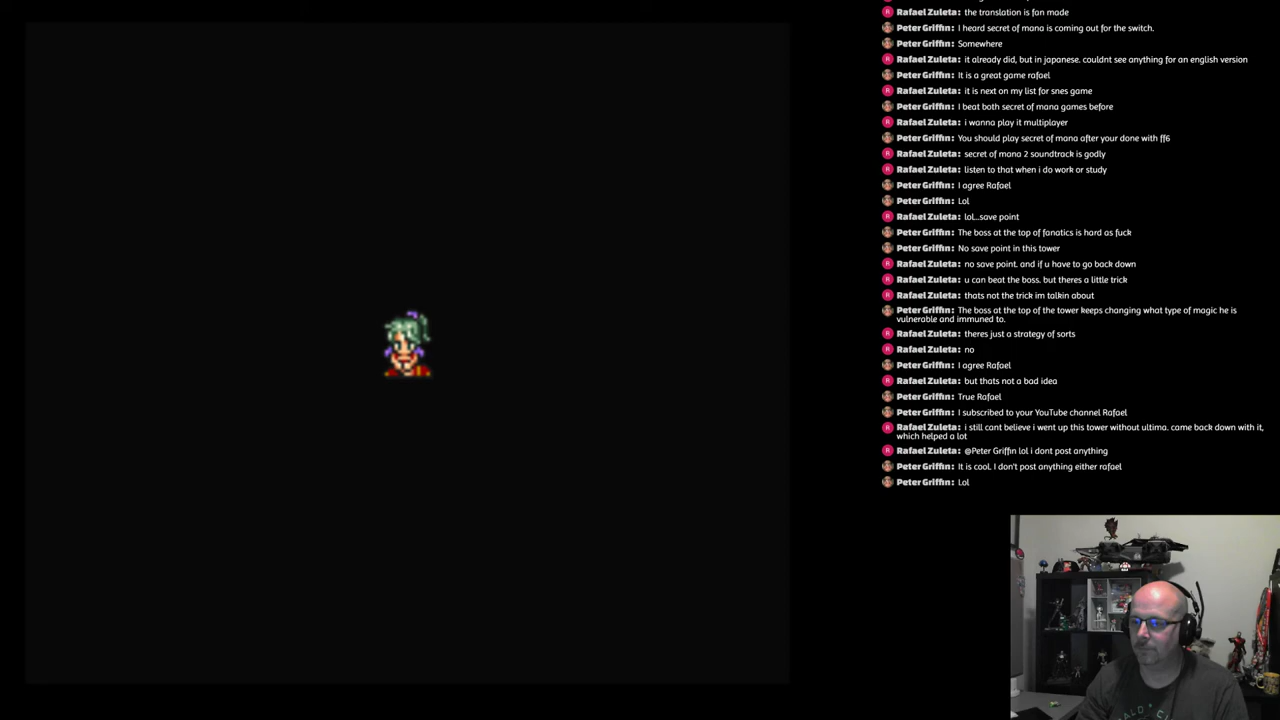 Rafael Zuleta: the translation is fan made
Peter Griffin: I heard secret of mana is coming out for the switch.
Peter Griffin: Somewhere
Rafael Zuleta: it already did, but in japanese. couldnt see anything for an english version
Peter Griffin: It is a great game rafael
Rafael Zuleta: it is next on my list for snes game
Peter Griffin: I beat both secret of mana games before
Rafael Zuleta: i wanna play it multiplayer
Peter Griffin: You should play secret of mana after your done with ff6
Rafael Zuleta: secret of mana 2 soundtrack is godly
Rafael Zuleta: listen to that when i do work or study
Peter Griffin: I agree Rafael
Peter Griffin: Lol
Rafael Zuleta: lol...save point
Peter Griffin: The boss at the top of fanatics is hard as fuck
Peter Griffin: No save point in this tower
Rafael Zuleta: no save point. and if u have to go back down
Rafael Zuleta: u can beat the boss. but theres a little trick
Rafael Zuleta: thats not the trick im talkin about
Peter Griffin: The boss at the top of the tower keeps changing what type of magic he is
vulnerable and immuned to.
Rafael Zuleta: theres just a strategy of sorts
Rafael Zuleta: no
Peter Griffin: I agree Rafael
Rafael Zuleta: but thats not a bad idea
Peter Griffin: True Rafael
Peter Griffin: I subscribed to your YouTube channel Rafael
Rafael Zuleta: i still cant believe i went up this tower without ultima. came back down with it,
which helped a lot
Rafael Zuleta: @Peter Griffin lol i dont post anything
Peter Griffin: It is cool. I don't post anything either rafael
Peter Griffin: Lol